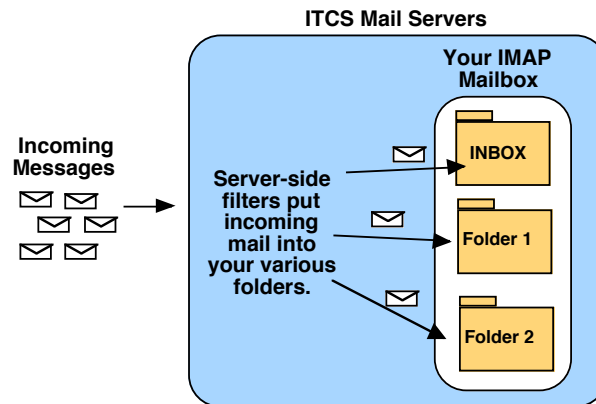 ITCS Mail Servers
Your IMAP
Mailbox
Incoming
Messages
INBOX
Server-side
filters put
incoming
mail into
your various
folders.
Folder 1
Folder 2